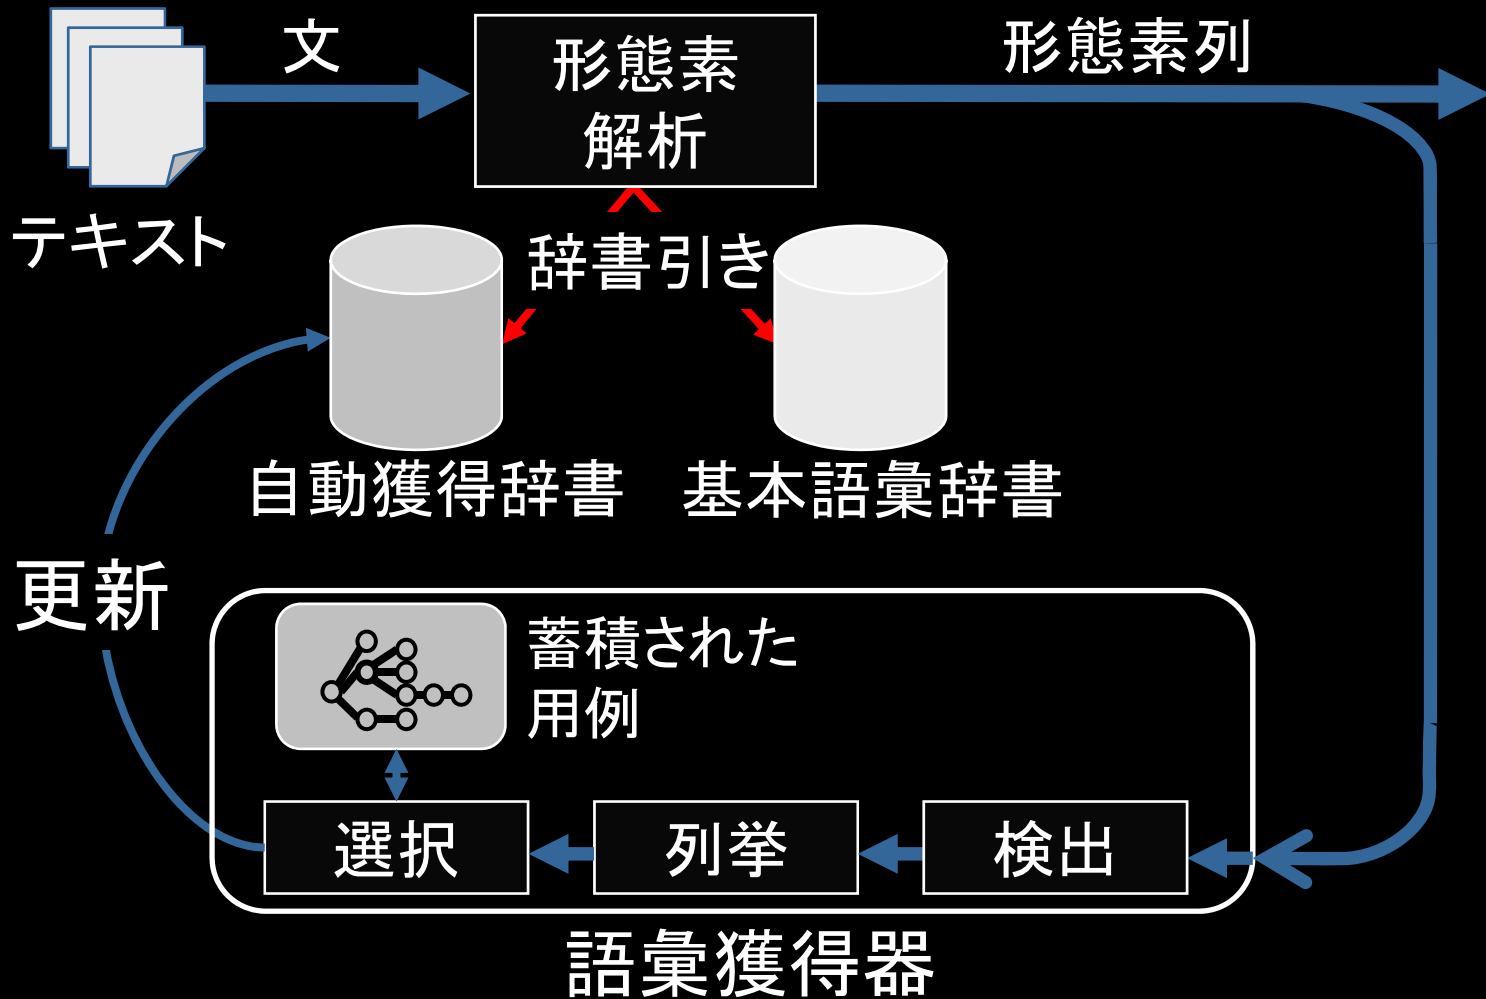 文
形態素
解析
形態素列
テキスト
辞書引き
自動獲得辞書
基本語彙辞書
更新
蓄積された
用例
選択
列挙
検出
語彙獲得器